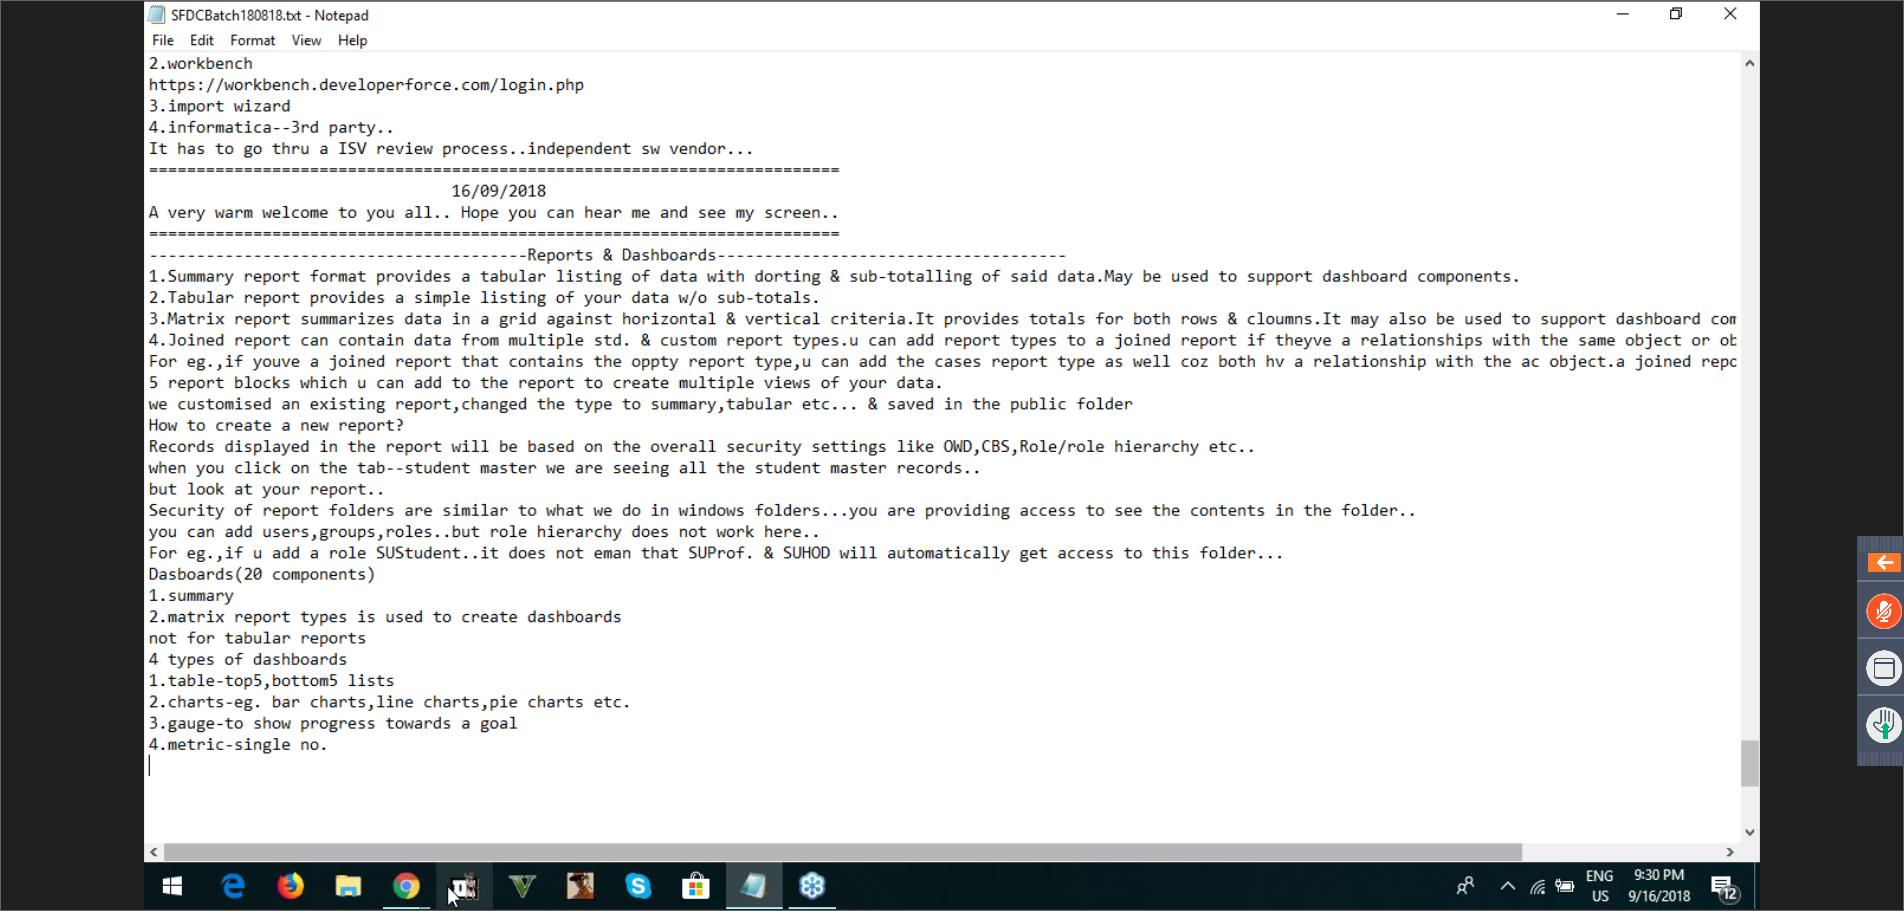 SFDCBatch180818.txt - Notepad
File Edit Format View Help
2.workbench
https://workbench.developerforce.com/login.php
3.import wizard
4.informatica--3rd party..
It has to go thru a ISV review process..independent sw vendor...
=========================================================================
16/09/2018
A very warm welcome to you all.. Hope you can hear me and see my screen..
=========================================================================
----------------------------------------Reports & Dashboards-------------------------------------
1.Summary report format provides a tabular listing of data with dorting & sub-totalling of said data.May be used to support dashboard components.
2.Tabular report provides a simple listing of your data w/o sub-totals.
3.Matrix report summarizes data in a grid against horizontal & vertical criteria.It provides totals for both rows & cloumns.It may also be used to support dashboard com
4.Joined report can contain data from multiple std. & custom report types.u can add report types to a joined report if theyve a relationships with the same object or ob
For eg.,if youve a joined report that contains the oppty report type,u can add the cases report type as well coz both hv a relationship with the ac object.a joined repo
5 report blocks which u can add to the report to create multiple views of your data.
we customised an existing report,changed the type to summary,tabular etc... & saved in the public folder
How to create a new report?
Records displayed in the report will be based on the overall security settings like OWD,CBS,Role/role hierarchy etc..
when you click on the tab--student master we are seeing all the student master records..
but look at your report..
Security of report folders are similar to what we do in windows folders...you are providing access to see the contents in the folder..
you can add users,groups,roles..but role hierarchy does not work here..
For eg.,if u add a role SUStudent..it does not eman that SUProf. & SUHOD will automatically get access to this folder...
Dasboards(20 components)
1.summary
2.matrix report types is used to create dashboards
not for tabular reports
4 types of dashboards
1.table-top5,bottom5 lists
2.charts-eg. bar charts,line charts,pie charts etc.
3.gauge-to show progress towards a goal
4.metric-single no.
ENG 9:30 PM
US 9/16/2018 12